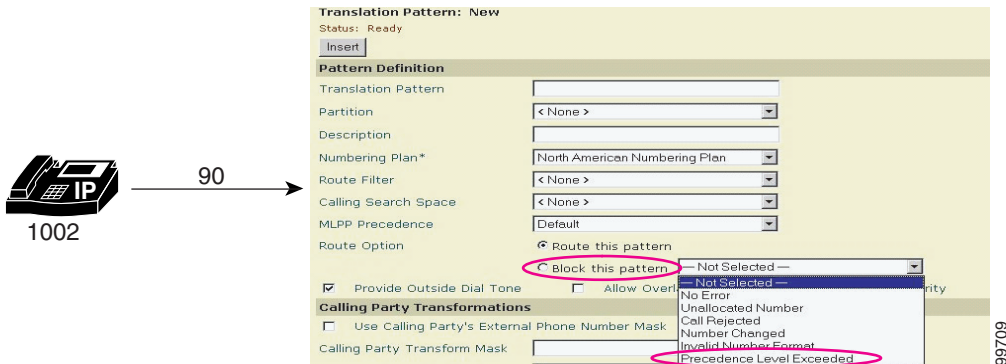 Translation Pattern: New
Status: Ready
Insert
Pattern Definition
Translation Pattern
Partition < None >
Description
Numbering Plan* North American Numbering Plan
Route Filter < None >
Calling Search Space < None >
MLPP Precedence Default
Route Option Route this pattern
Block this pattern — Not Selected —
— Not Selected —
No Error
Unallocated Number
Call Rejected
Number Changed
Invalid Number Format
Precedence Level Exceeded
Provide Outside Dial Tone Allow
Calling Party Transformations
Use Calling Party's External Phone Number Mask
Calling Party Transform Mask
IP
1002
90
99709